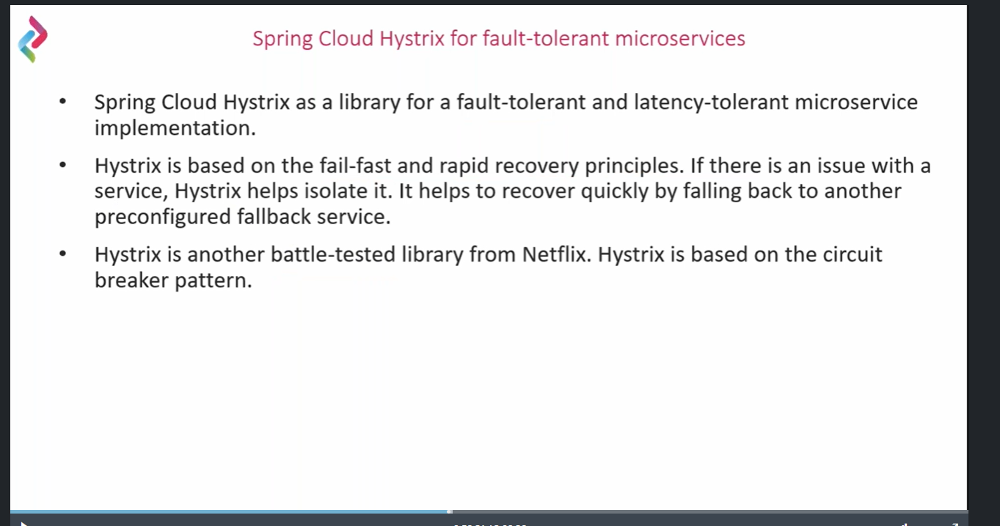 Spring Cloud Hystrix for fault-tolerant microservices
• Spring Cloud Hystrix as a library for a fault-tolerant and latency-tolerant microservice
implementation.
• Hystrix is based on the fail-fast and rapid recovery principles. If there is an issue with a
service, Hystrix helps isolate it. It helps to recover quickly by falling back to another
preconfigured fallback service.
• Hystrix is another battle-tested library from Netflix. Hystrix is based on the circuit
breaker pattern.